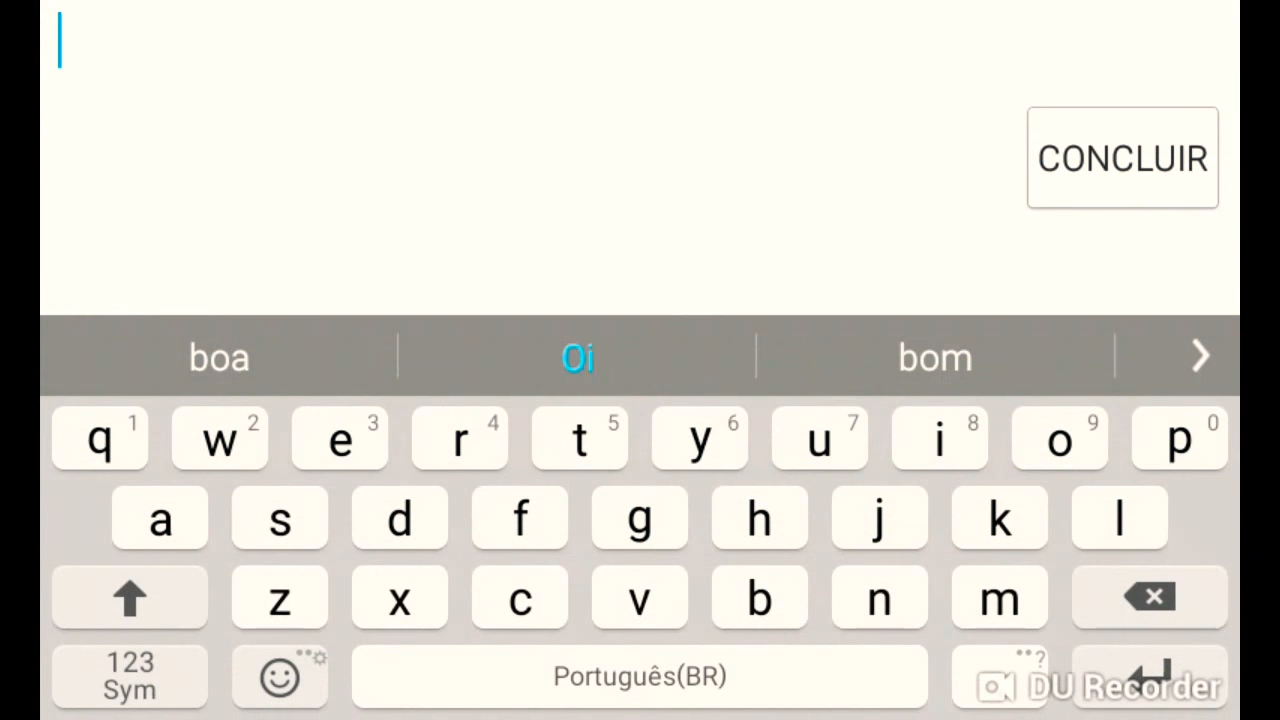 CONCLUIR
boa Oi bom
q 1 w 2 e 3 r 4 t 5 y 6 u 7 i 8 o 9 p 0
a s d f g h j k l
z x c v b n m
123
Sym
Português(BR)
?
DU Recorder